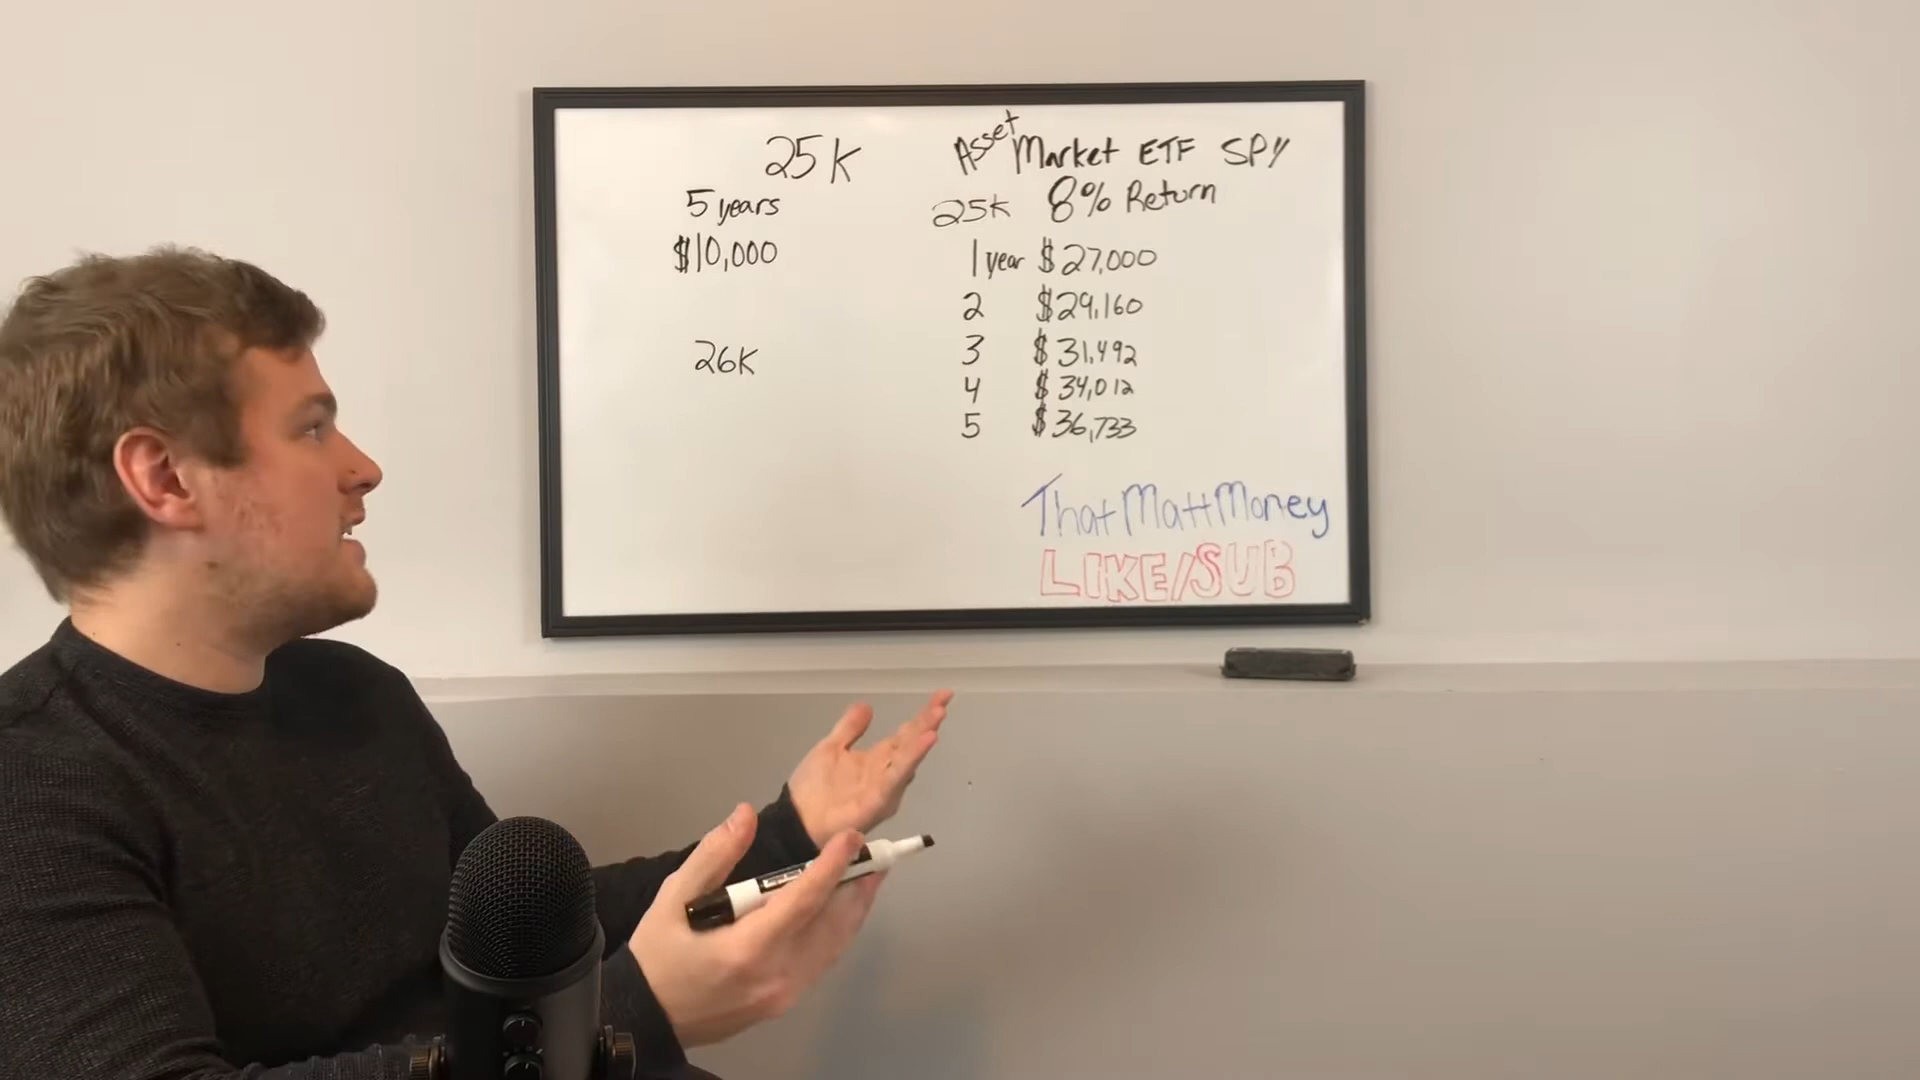 25K
5 years
$10,000
26K
Asset Market ETF SPY
25K 8% Return
1 year $27,000
2 $29,160
3 $31,492
4 $34,012
5 $36,733
ThatMattMoney
LIKE/SUB